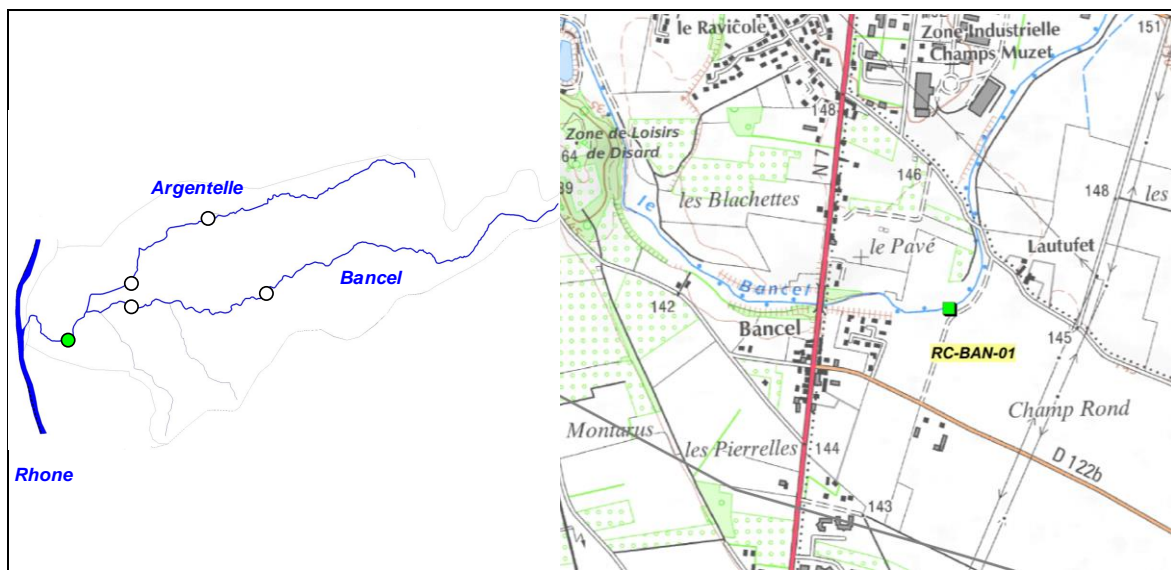 Argentelle
Bancel
Rhone
le Ravicole
Zone Industrielle
Champs Muzet
151
148
Zone de Loisirs
de Disard
64
N 7
146
148
les
les Blachettes
le Pavé
Lautufet
le
Bancel
142
Bancel
RC-BAN-01
145
Champ Rond
Montarus
les Pierrelles
144
D 122b
143